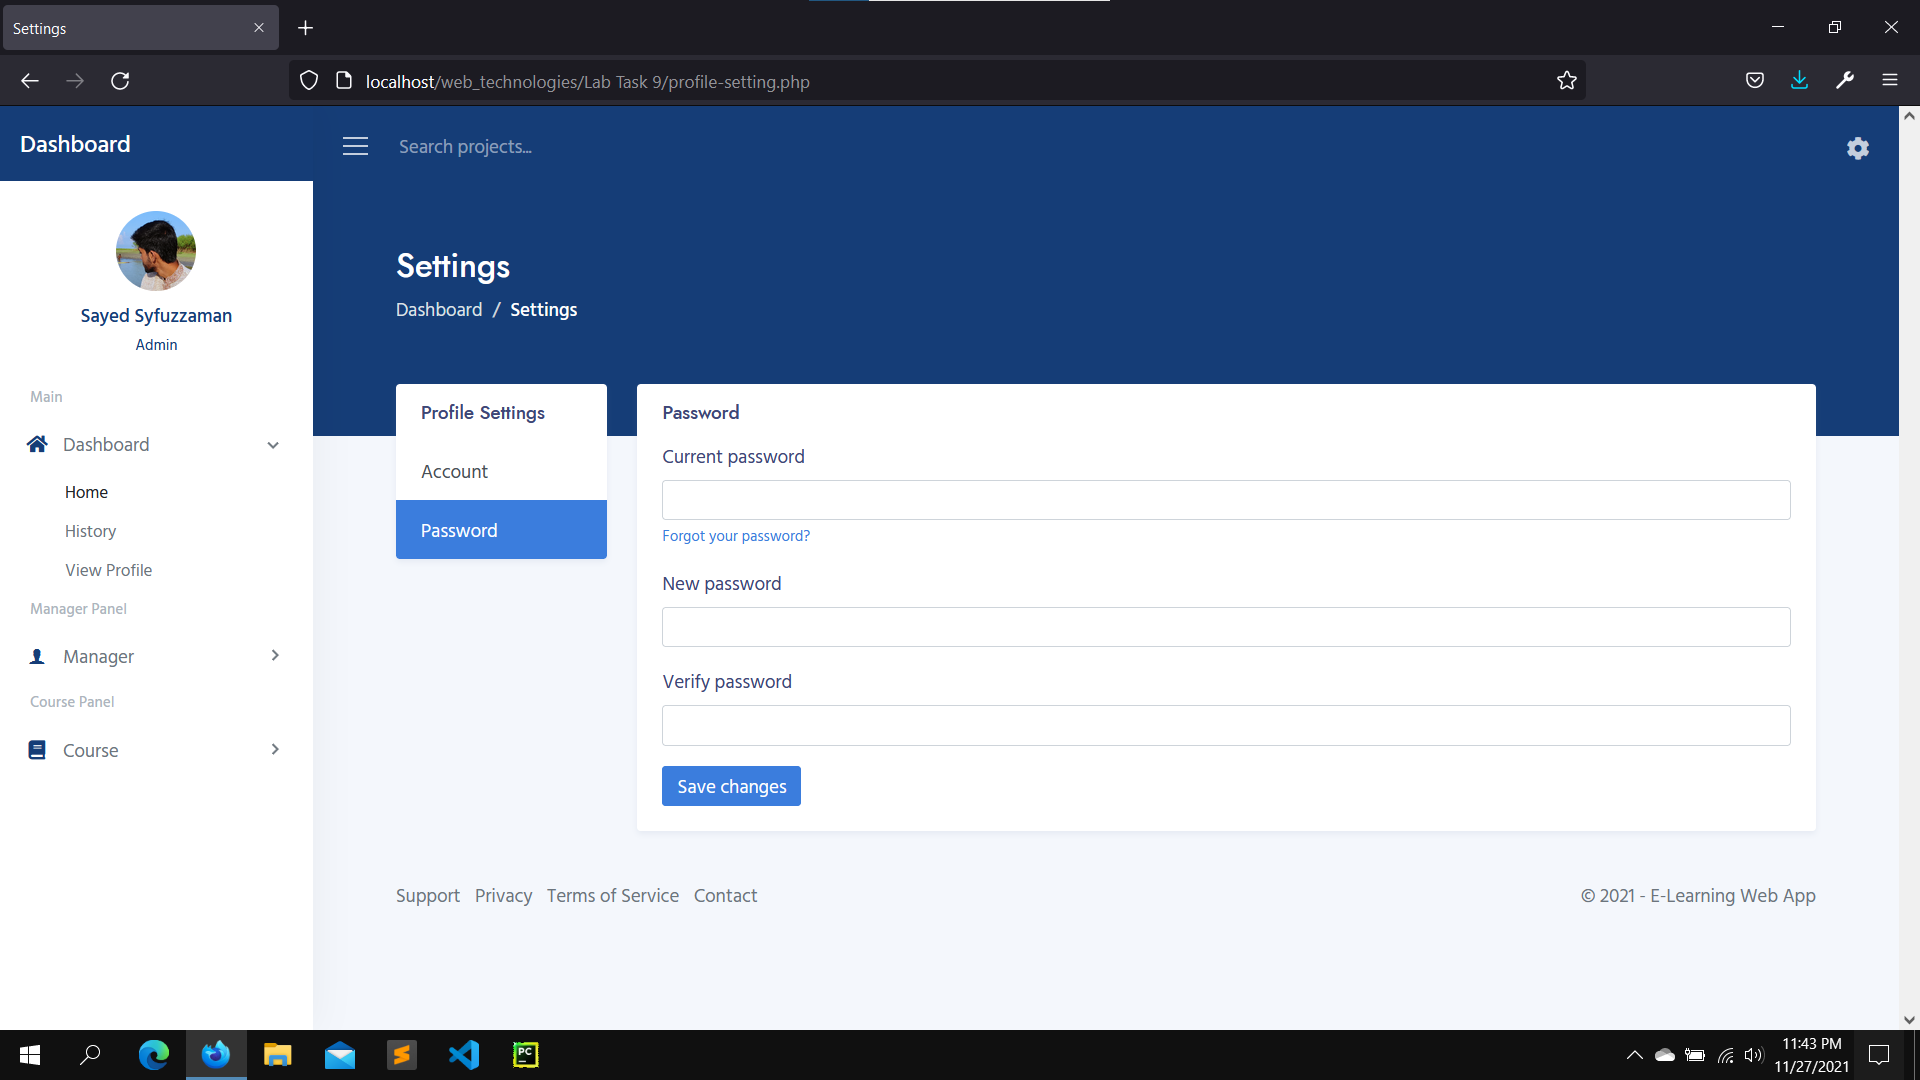 Settings
localhost/web_technologies/Lab Task 9/profile-setting.php
Dashboard
Search projects...
Sayed Syfuzzaman
Admin
Main
Dashboard
Home
History
View Profile
Manager Panel
Manager
Course Panel
Course
Settings
Dashboard / Settings
Profile Settings
Account
Password
Password
Current password
Forgot your password?
New password
Verify password
Save changes
Support Privacy Terms of Service Contact
© 2021 - E-Learning Web App
PC
11:43 PM
11/27/2021